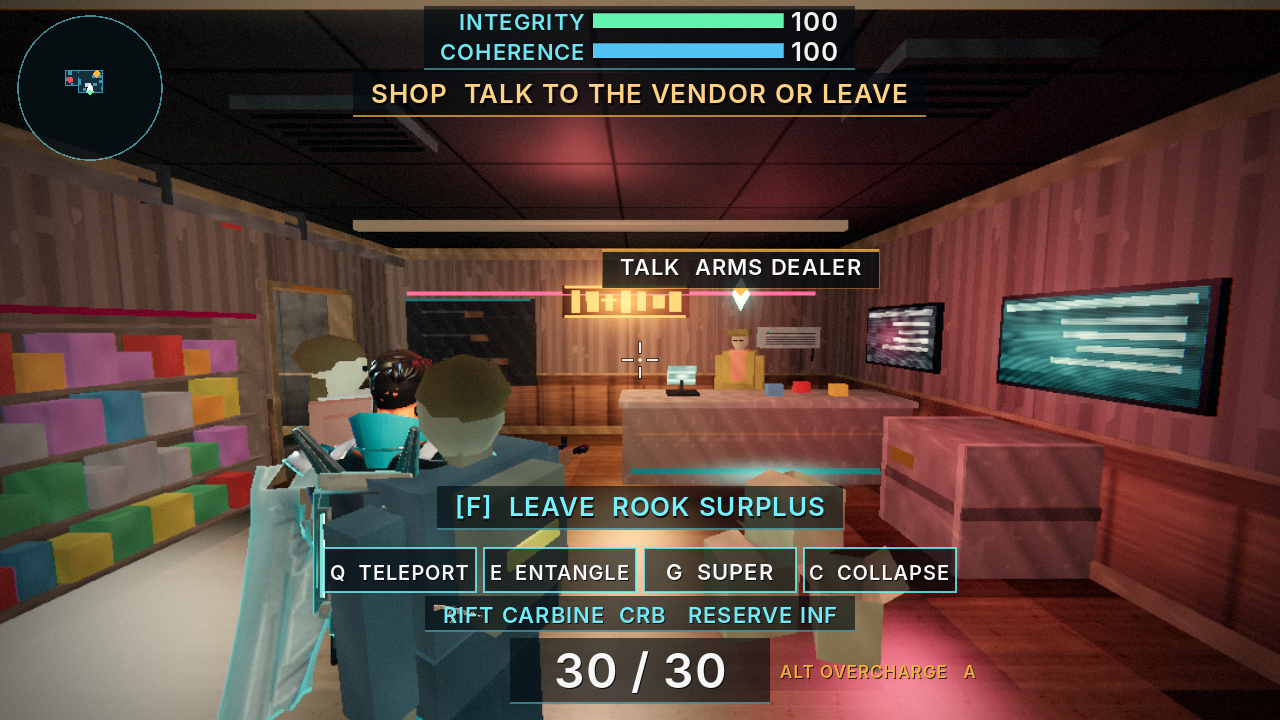 INTEGRITY 100
COHERENCE 100
SHOP TALK TO THE VENDOR OR LEAVE
TALK ARMS DEALER
[F] LEAVE ROOK SURPLUS
Q TELEPORT
E ENTANGLE
G SUPER
C COLLAPSE
RIFT CARBINE CRB RESERVE INF
30 / 30
ALT OVERCHARGE A